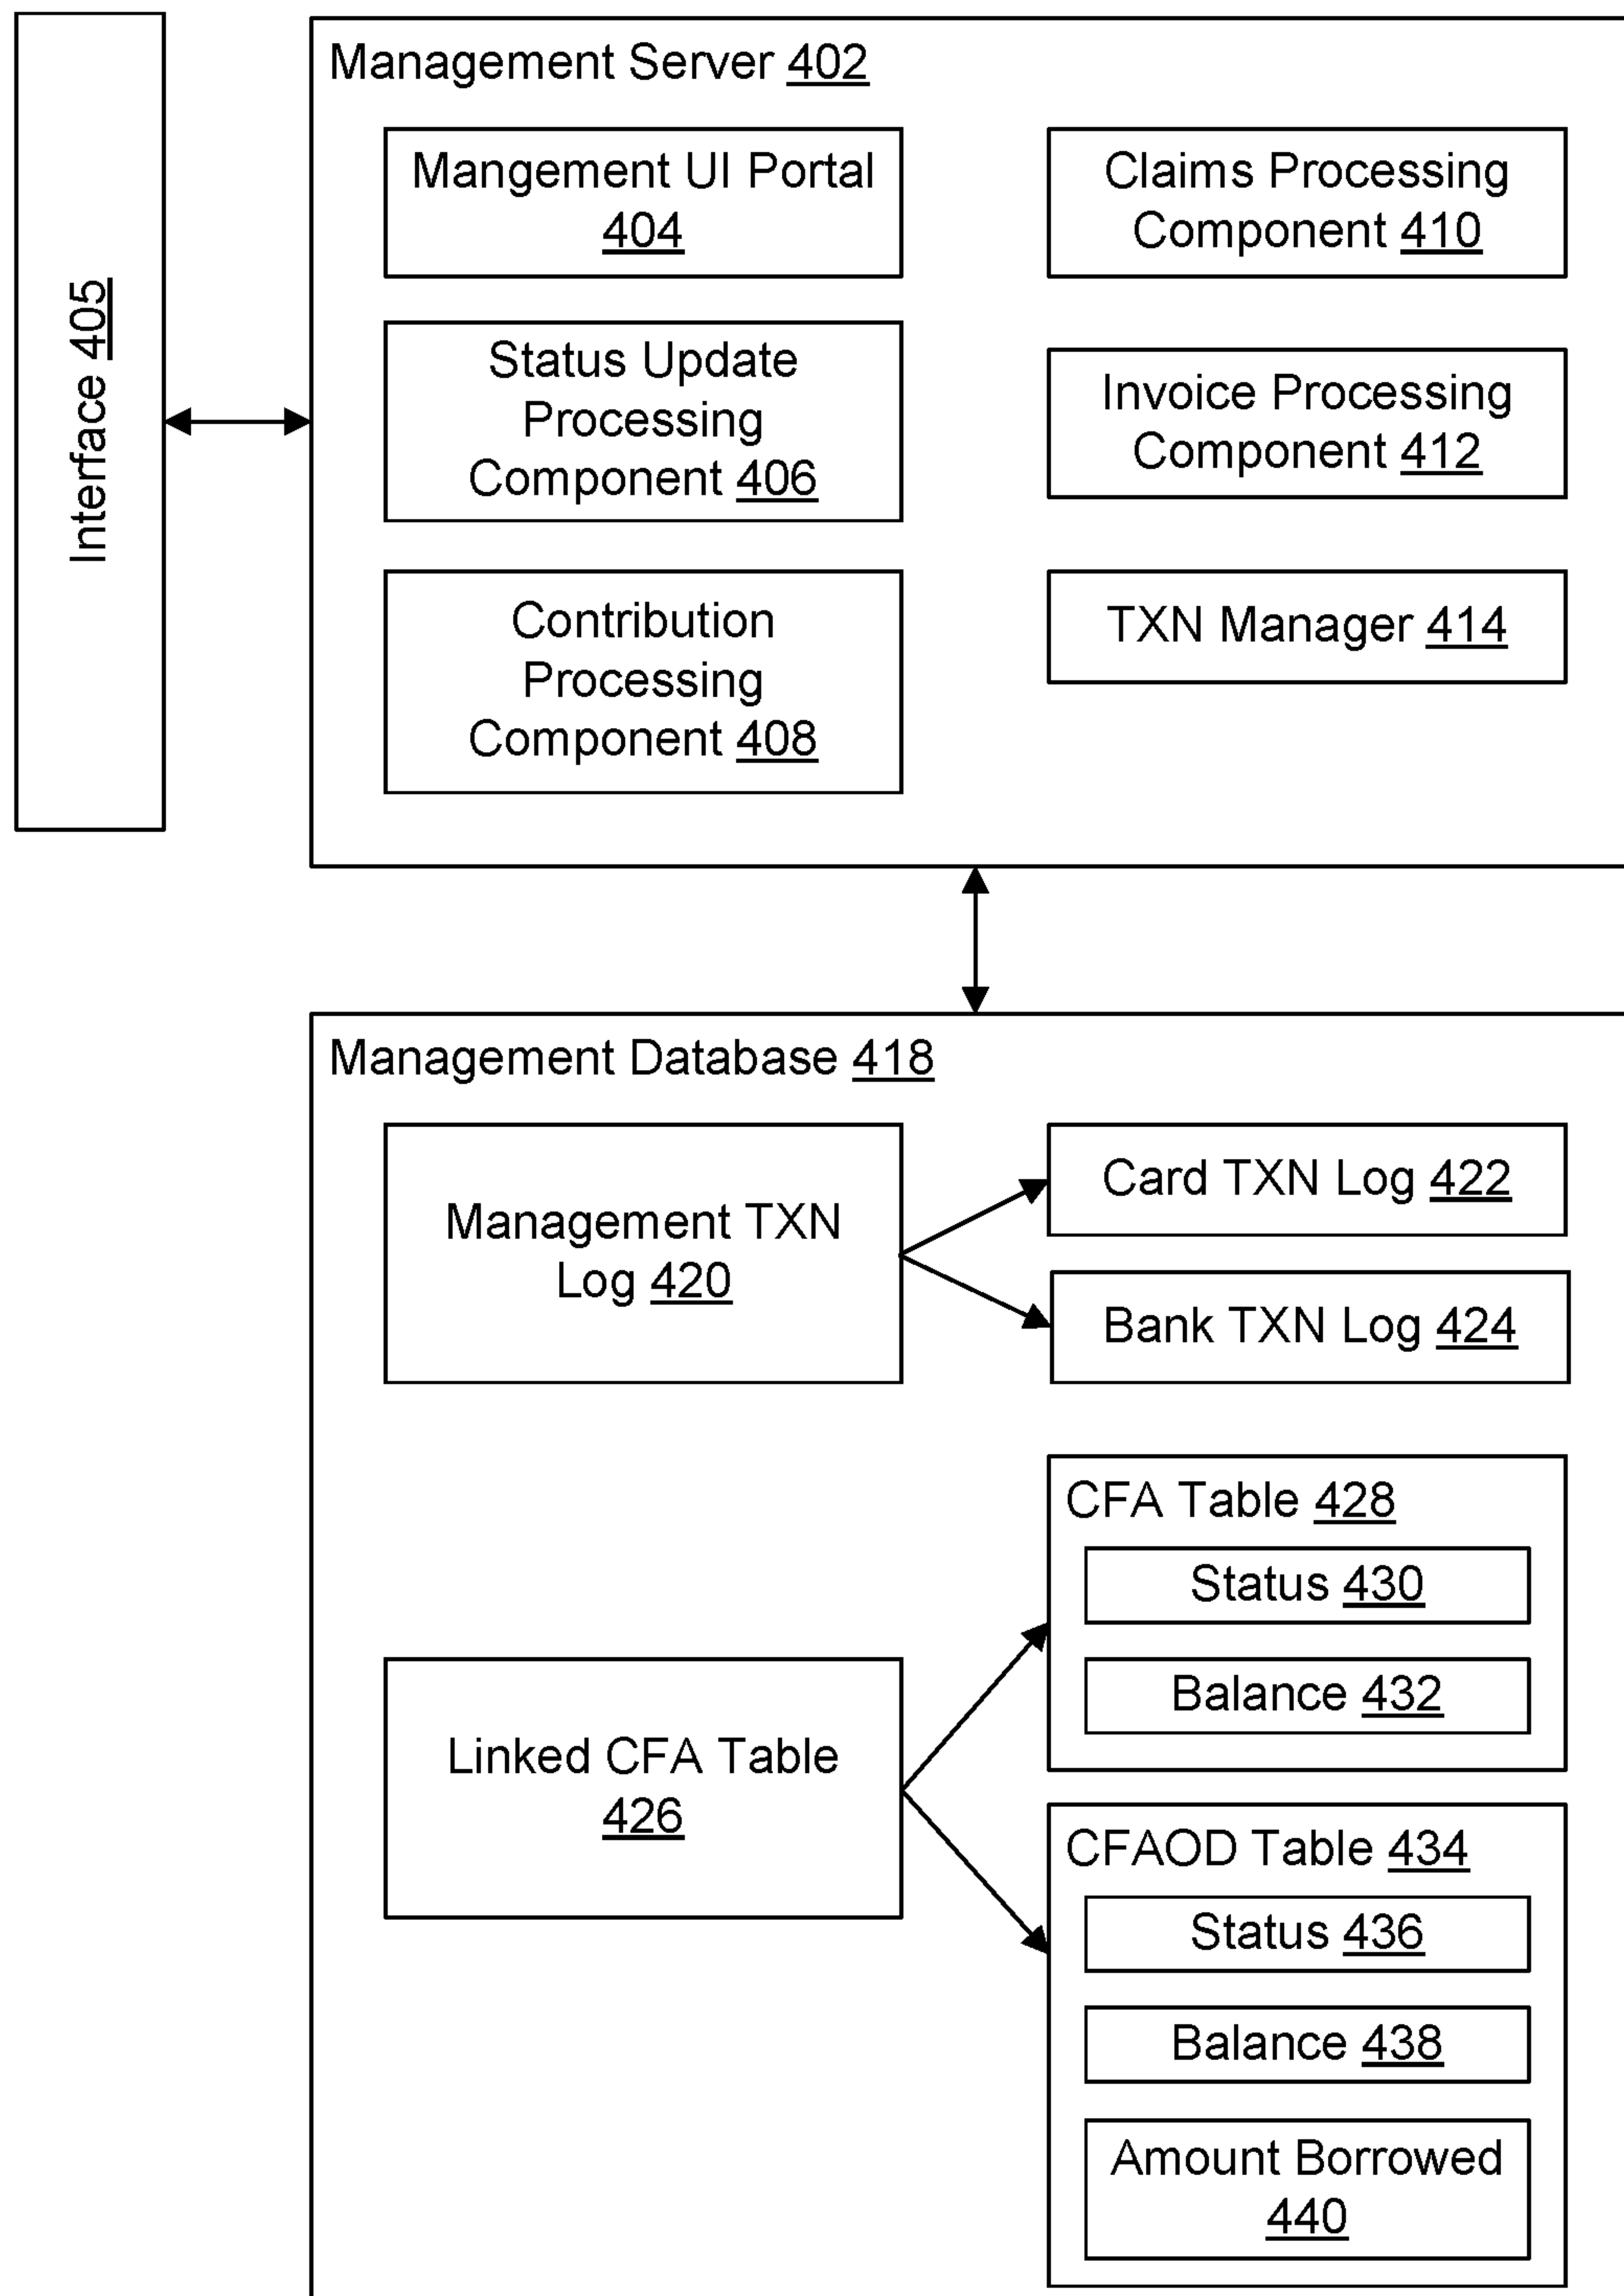 Interface 405
Management Server 402
Mangement UI Portal
404
Status Update
Processing
Component 406
Contribution
Processing
Component 408
Claims Processing
Component 410
Invoice Processing
Component 412
TXN Manager 414
Management Database 418
Management TXN
Log 420
Card TXN Log 422
Bank TXN Log 424
Linked CFA Table
426
CFA Table 428
Status 430
Balance 432
CFAOD Table 434
Status 436
Balance 438
Amount Borrowed
440